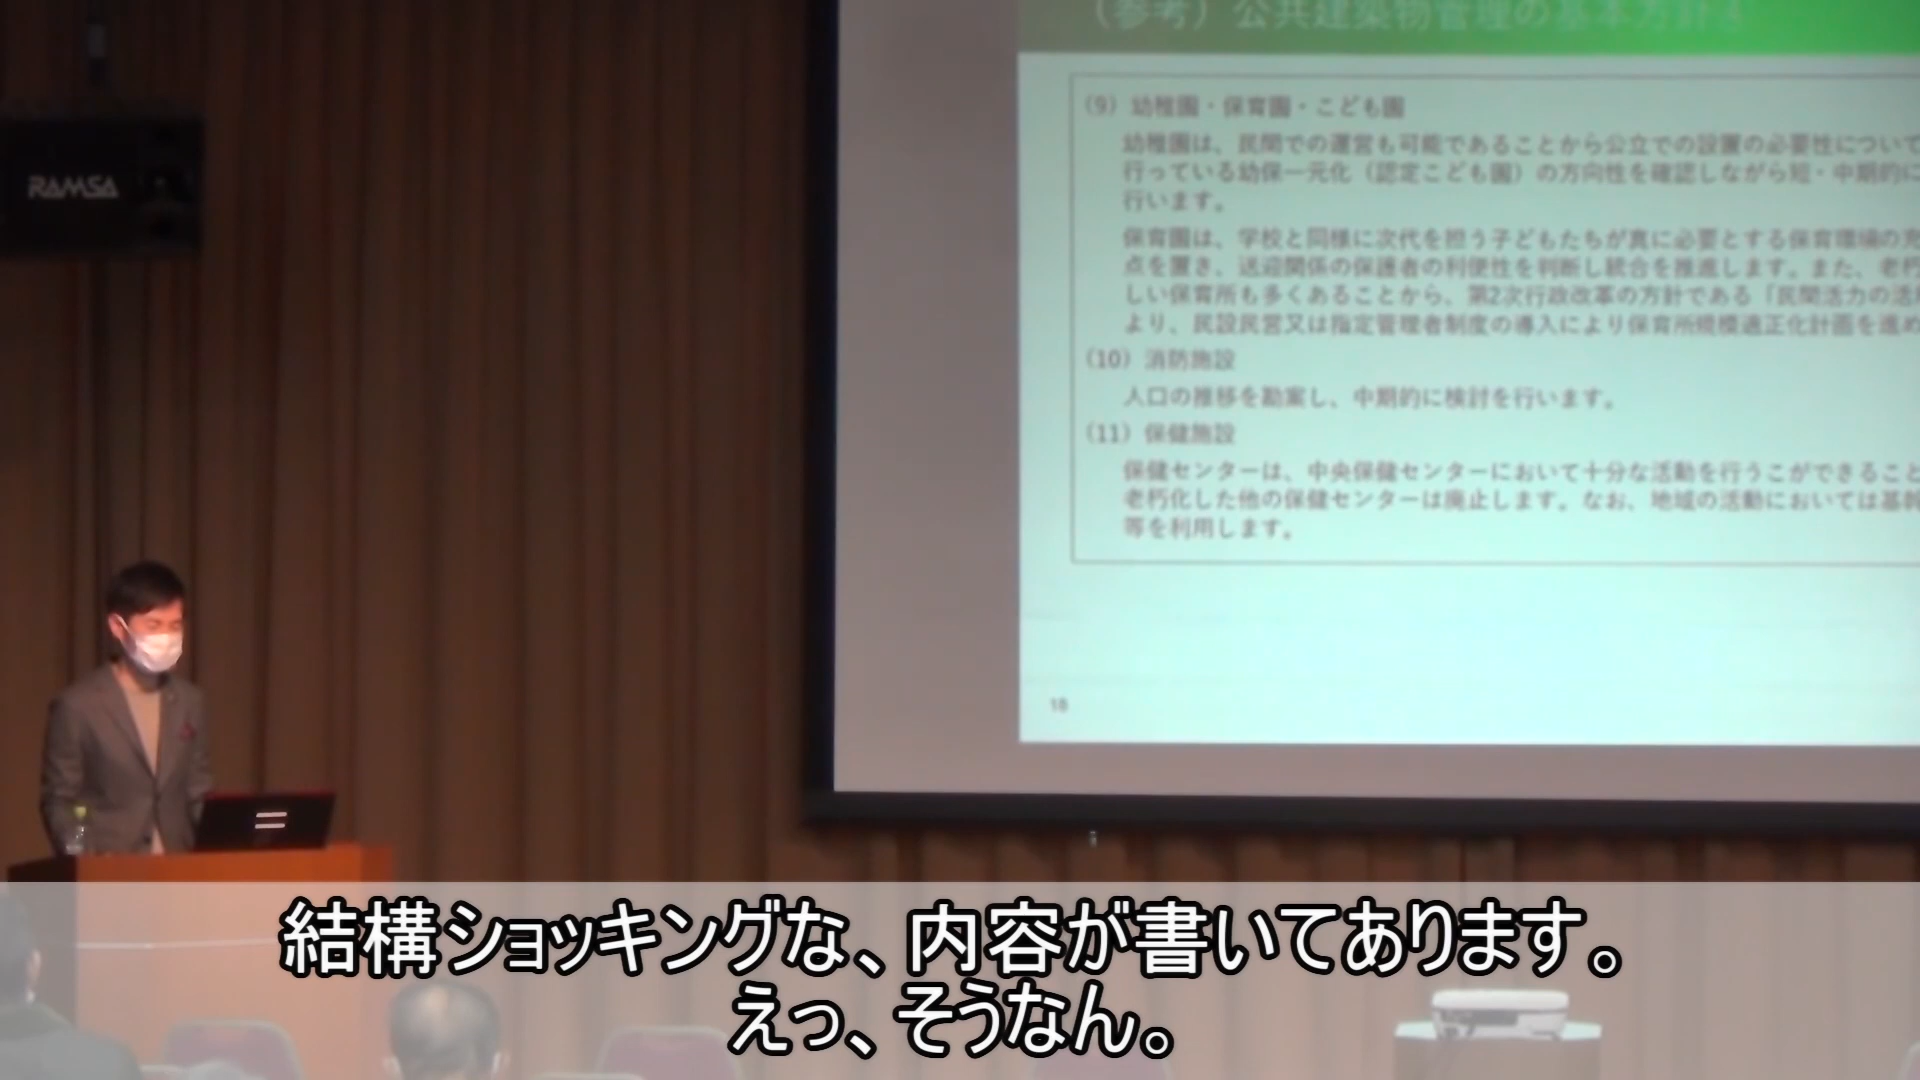 （参考）公共建築物管理の基本方針
RAMSA
（9）幼稚園・保育園・こども園
幼稚園は、民間での運営も可能であることから公立での設置の必要性について
行っている幼保一元化（認定こども園）の方向性を確認しながら短・中期的に
行います。
保育園は、学校と同様に次代を担う子どもたちが真に必要とする保育環境の充
点を置き、送迎関係の保護者の利便性を判断し統合を推進します。また、老朽
しい保育所も多くあることから、第2次行政改革の方針である「民間活力の活
より、民設民営又は指定管理者制度の導入により保育所規模適正化計画を進め
（10）消防施設
人口の推移を勘案し、中期的に検討を行います。
（11）保健施設
保健センターは、中央保健センターにおいて十分な活動を行うこができること
老朽化した他の保健センターは廃止します。なお、地域の活動においては基幹
等を利用します。
18
結構ショッキングな、内容が書いてあります。
えっ、そうなん。